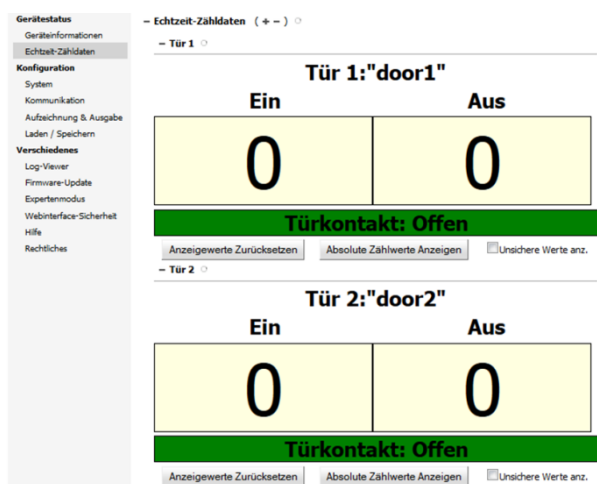 Gerätestatus
Geräteinformationen
Echtzeit-Zähldaten
Konfiguration
System
Kommunikation
Aufzeichnung & Ausgabe
Laden / Speichern
Verschiedenes
Log-Viewer
Firmware-Update
Expertenmodus
Webinterface-Sicherheit
Hilfe
Rechtliches
– Echtzeit-Zähldaten ( + – )
– Tür 1
Tür 1:"door1"
Ein Aus
0 0
Türkontakt: Offen
Anzeigewerte Zurücksetzen Absolute Zählwerte Anzeigen Unsichere Werte anz.
– Tür 2
Tür 2:"door2"
Ein Aus
0 0
Türkontakt: Offen
Anzeigewerte Zurücksetzen Absolute Zählwerte Anzeigen Unsichere Werte anz.